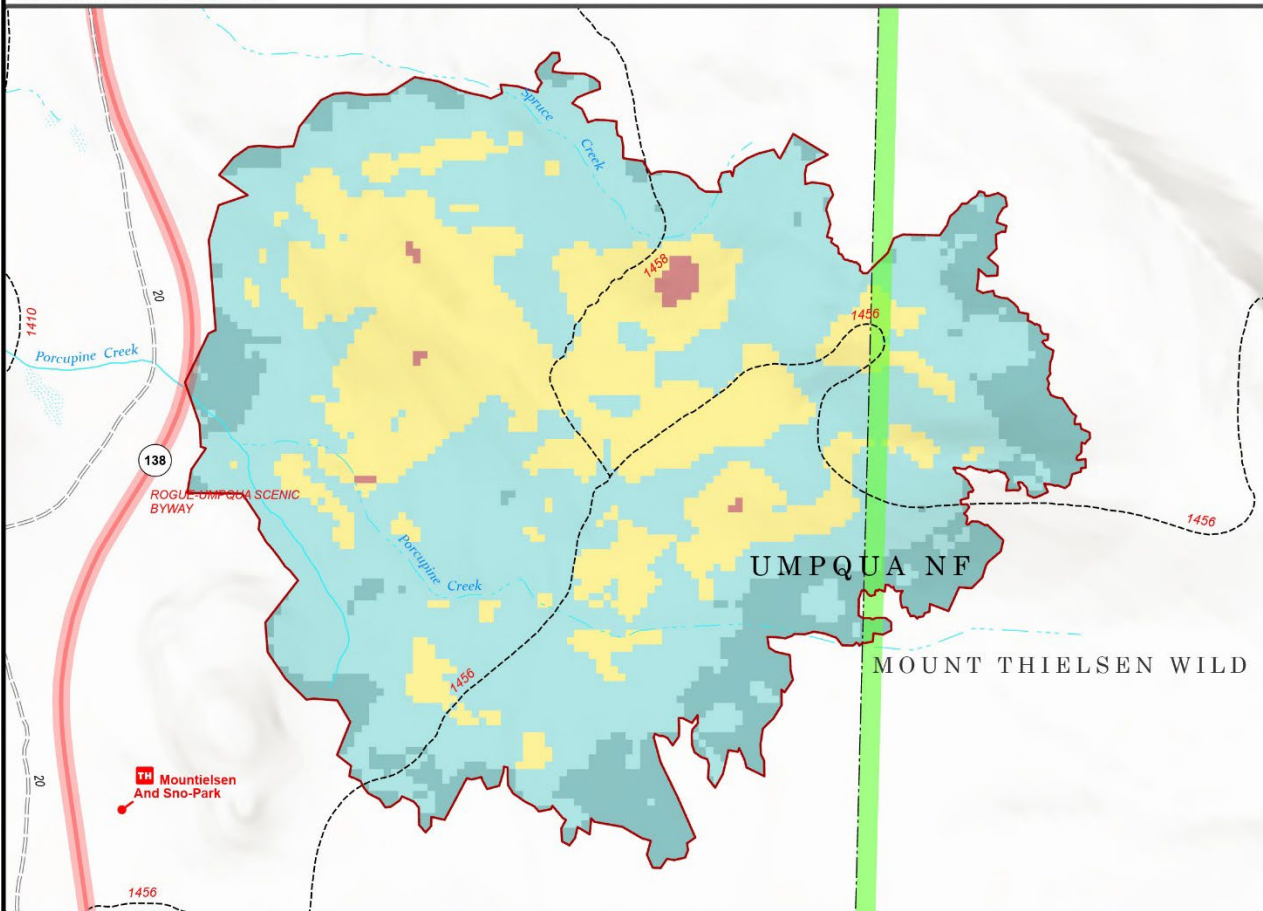 Spruce
Creek
1458
20
1410
1456
Porcupine Creek
138
ROGUE-UMPQUA SCENIC
BYWAY
1456
Porcupine
Creek
UMPQUA NF
MOUNT THIELSEN WILD
1456
20
TH Mountielsen
And Sno-Park
1456